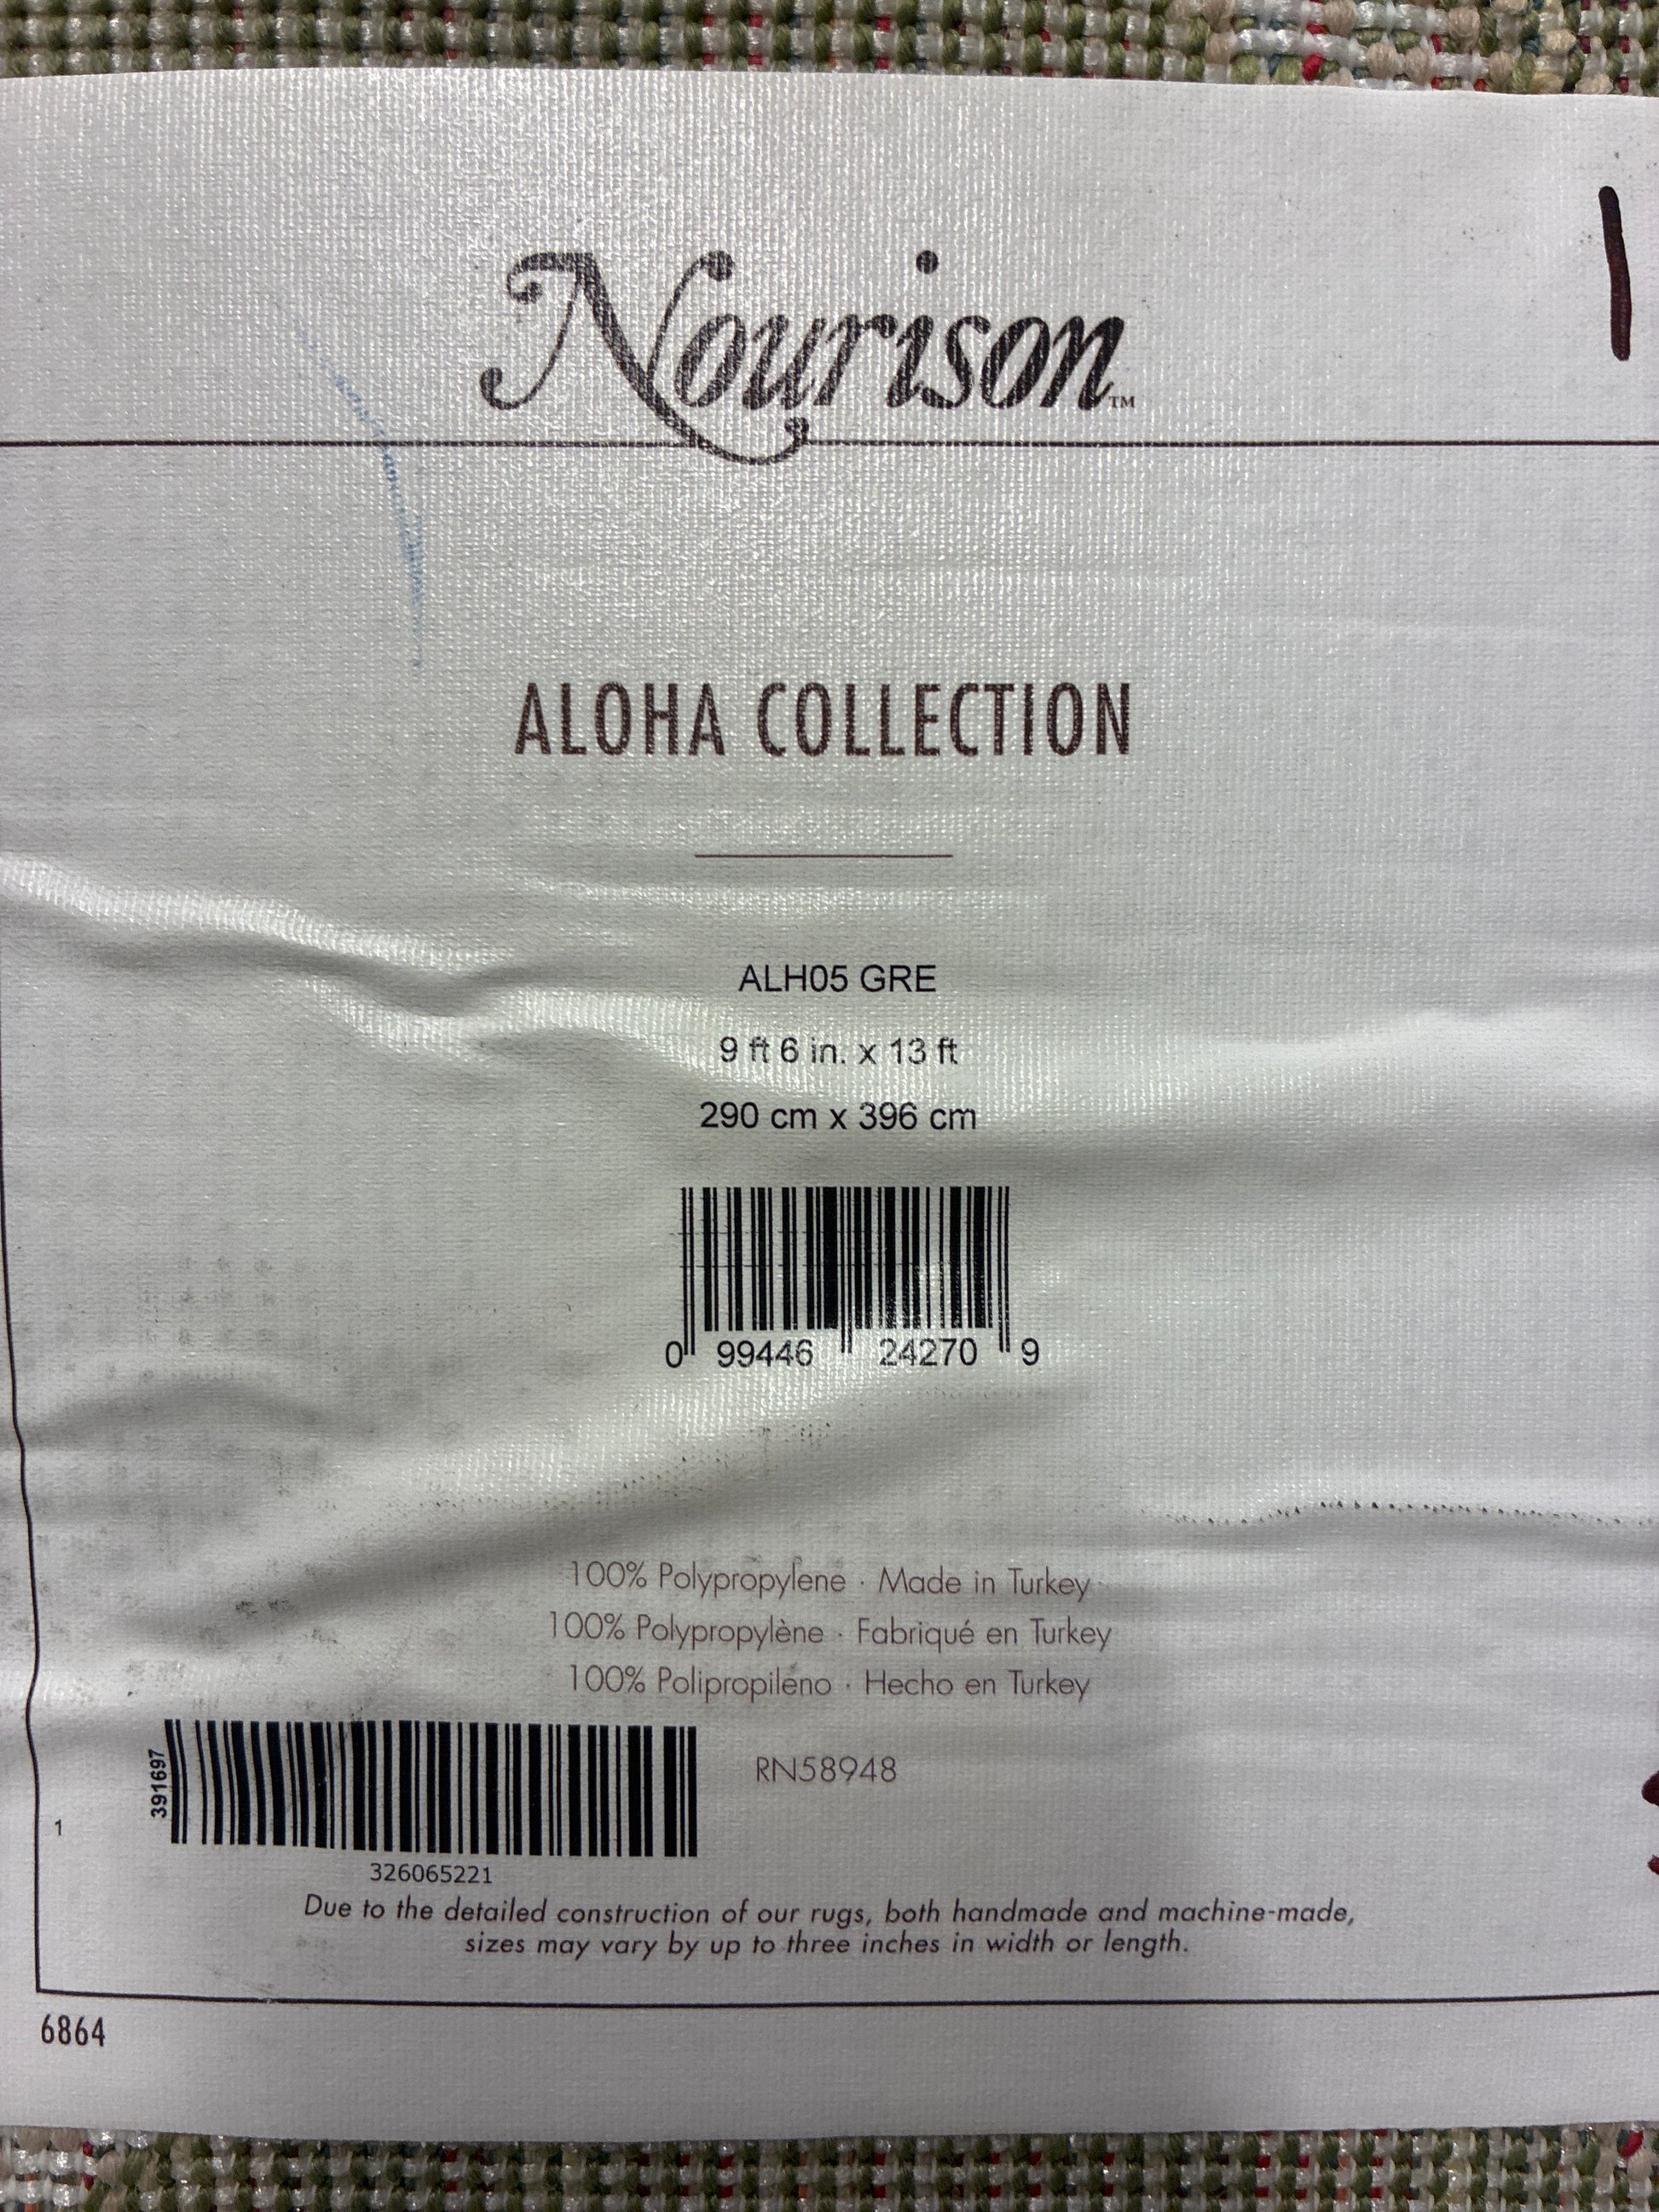 Nourison™
ALOHA COLLECTION
ALH05 GRE
9 ft 6 in. x 13 ft
290 cm x 396 cm
0 99446 24270 9
100% Polypropylene · Made in Turkey
100% Polypropylène · Fabriqué en Turkey
100% Polipropileno · Hecho en Turkey
391697
RN58948
1
326065221
Due to the detailed construction of our rugs, both handmade and machine-made,
sizes may vary by up to three inches in width or length.
6864